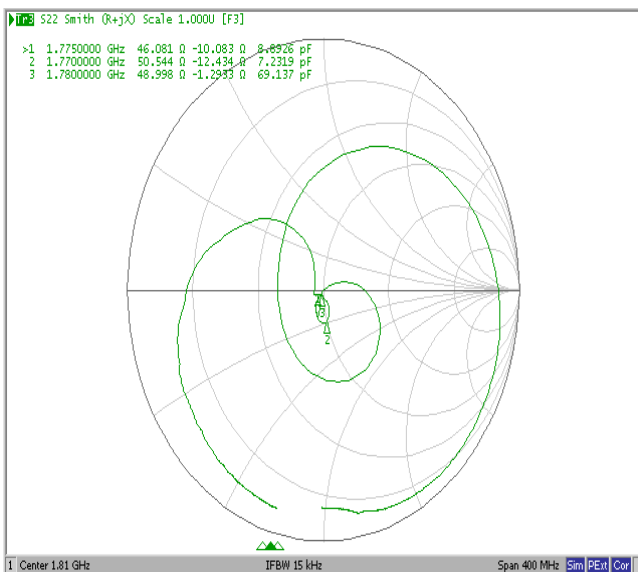 Tr3 S22 Smith (R+jX) Scale 1.000U [F3]
>1 1.7750000 GHz 46.081 Ω -10.083 Ω 8.8926 pF
2 1.7700000 GHz 50.544 Ω -12.434 Ω 7.2319 pF
3 1.7800000 GHz 48.998 Ω -1.2933 Ω 69.137 pF
3
2
1 Center 1.81 GHz IFBW 15 kHz Span 400 MHz Sim PExt Cor